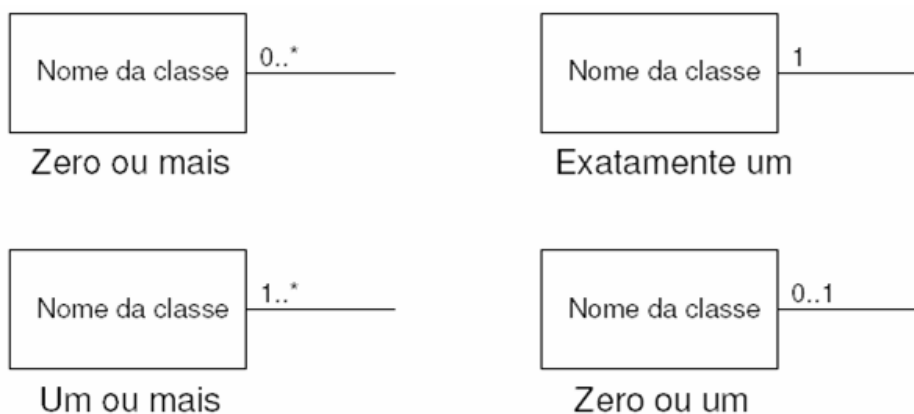 0..*
Nome da classe
Zero ou mais
1
Nome da classe
Exatamente um
1..*
Nome da classe
Um ou mais
0..1
Nome da classe
Zero ou um